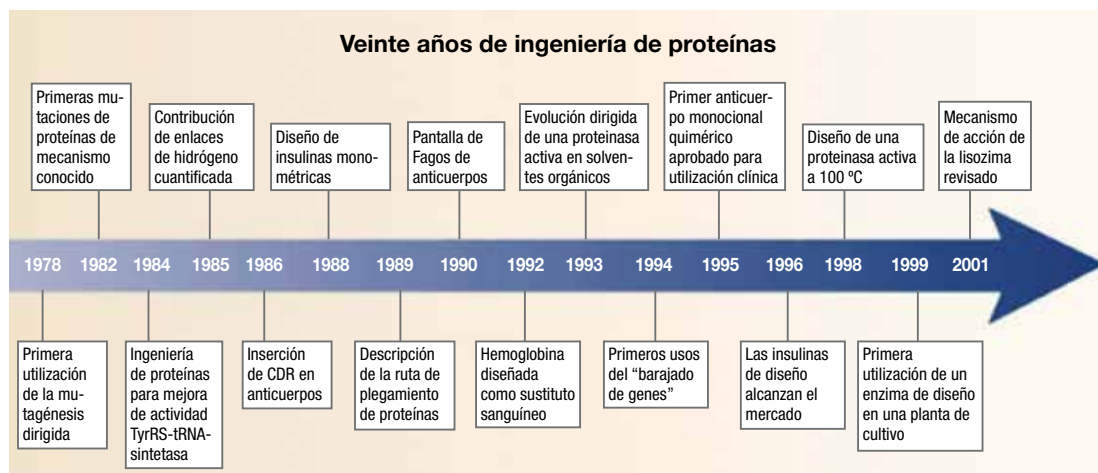 Veinte años de ingeniería de proteínas
Primeras mu-
taciones de
proteínas de
mecanismo
conocido
Contribución
de enlaces
de hidrógeno
cuantificada
Diseño de
insulinas mono-
métricas
Pantalla de
Fagos de
anticuerpos
Evolución dirigida
de una proteinasa
activa en solven-
tes orgánicos
Primer anticuer-
po monocional
quimérico
aprobado para
utilización clínica
Diseño de una
proteinasa activa
a 100 ºC
Mecanismo
de acción de
la lisozima
revisado
1978 1982 1984 1985 1986 1988 1989 1990 1992 1993 1994 1995 1996 1998 1999 2001
Primera
utilización
de la mu-
tagénesis
dirigida
Ingeniería
de proteínas
para mejora
de actividad
TyrRS-tRNA-
sintetasa
Inserción
de CDR en
anticuerpos
Descripción
de la ruta de
plegamiento
de proteínas
Hemoglobina
diseñada
como sustituto
sanguíneo
Primeros usos
del “barajado
de genes”
Las insulinas
de diseño
alcanzan el
mercado
Primera
utilización de un
enzima de diseño
en una planta de
cultivo